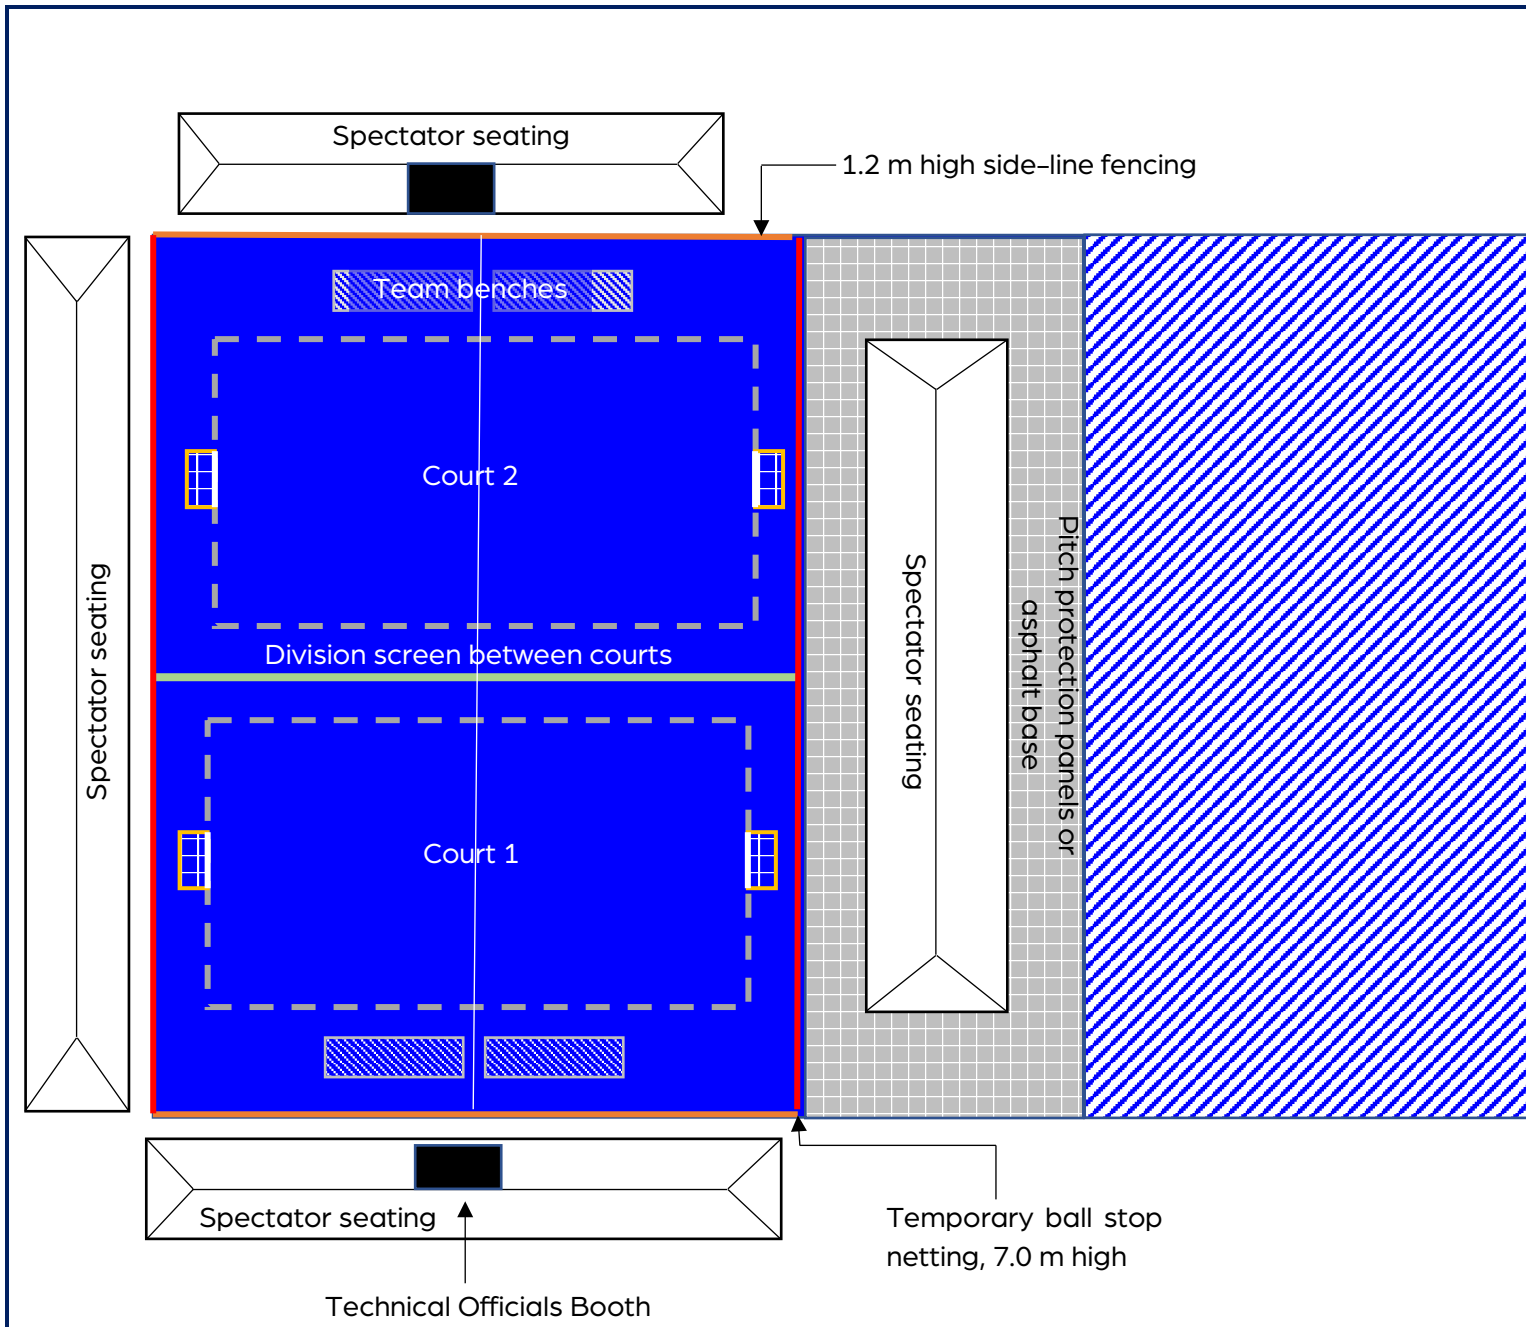 Spectator seating
1.2 m high side-line fencing
Team benches
Court 2
Spectator seating
Spectator seating
Pitch protection panels or
asphalt base
Division screen between courts
Court 1
Spectator seating
Temporary ball stop
netting, 7.0 m high
Technical Officials Booth